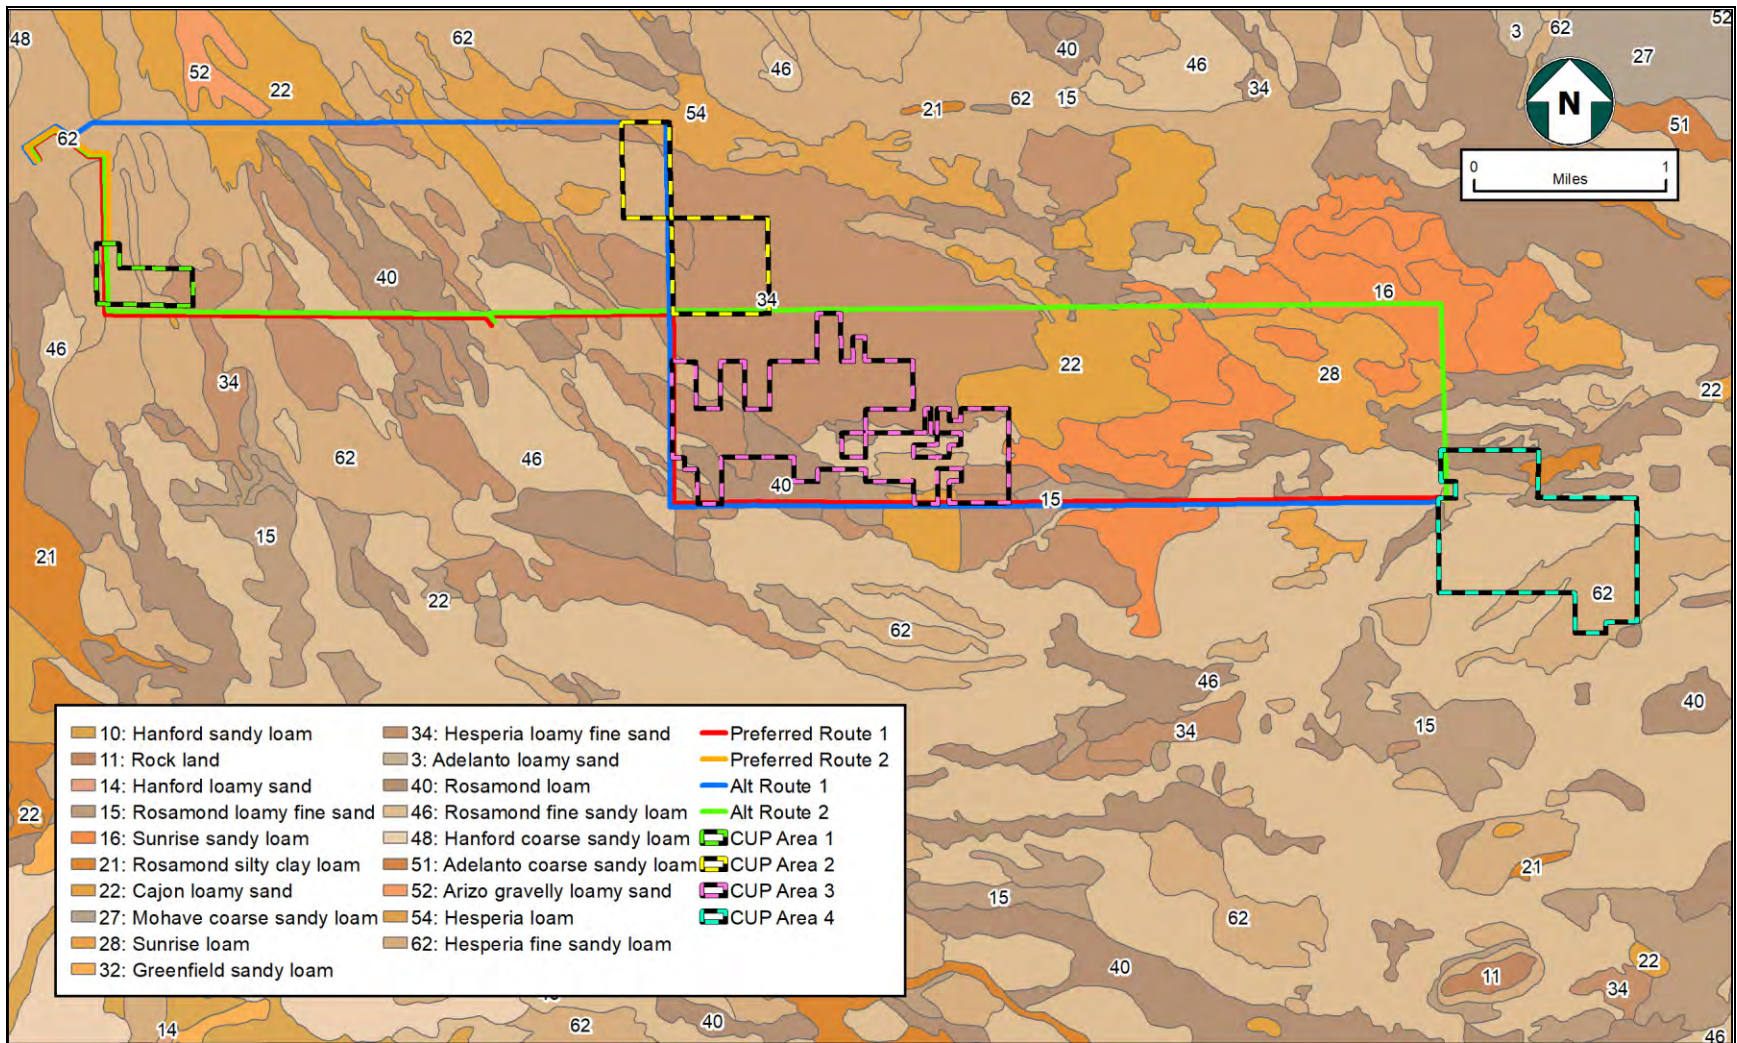 48
62
3
62
52
40
46
46
27
52
22
34
N
54
21
62
15
51
0
1
Miles
62
40
34
16
46
34
22
28
22
62
46
40
15
15
21
22
62
62
46
40
34
15
10: Hanford sandy loam
11: Rock land
14: Hanford loamy sand
15: Rosamond loamy fine sand
16: Sunrise sandy loam
21: Rosamond silty clay loam
22: Cajon loamy sand
27: Mohave coarse sandy loam
28: Sunrise loam
32: Greenfield sandy loam
34: Hesperia loamy fine sand
3: Adelanto loamy sand
40: Rosamond loam
46: Rosamond fine sandy loam
48: Hanford coarse sandy loam
51: Adelanto coarse sandy loam
52: Arizo gravelly loamy sand
54: Hesperia loam
62: Hesperia fine sandy loam
Preferred Route 1
Preferred Route 2
Alt Route 1
Alt Route 2
CUP Area 1
CUP Area 2
CUP Area 3
CUP Area 4
22
21
15
62
40
11
22
34
14
62
40
46